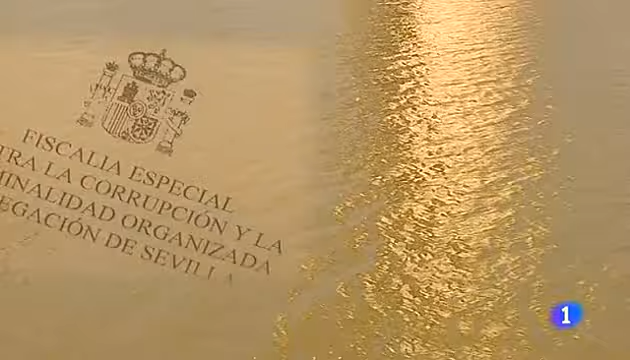 FISCALIA ESPECIAL
TRA LA CORRUPCIÓN Y LA
MINALIDAD ORGANIZADA
EGACIÓN DE SEVILLA
1